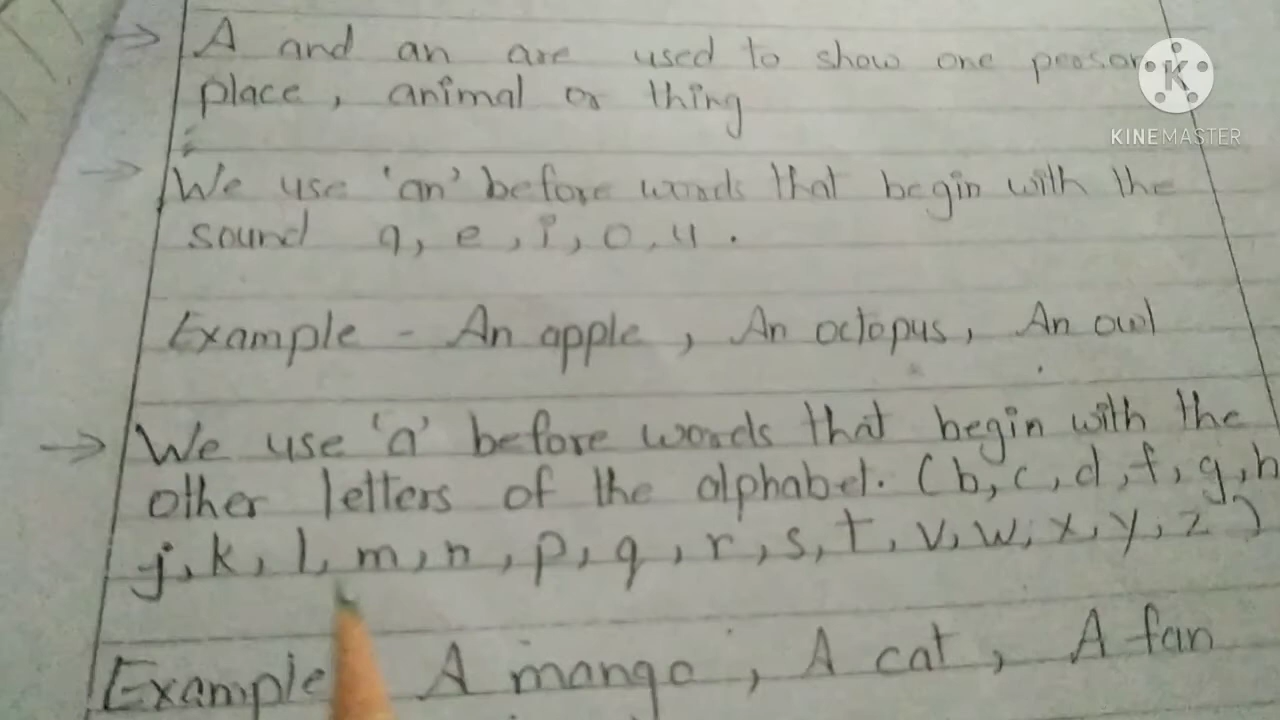 A and an are used to show one person
place, animal or thing
We use 'an' before words that begin with the
sound a, e, i, o, u.
Example - An apple, An octopus, An owl
We use 'a' before words that begin with the
other letters of the alphabet. (b, c, d, f, g, h
j, k, l, m, n, p, q, r, s, t, v, w, x, y, z)
Example A mango, A cat, A fan
KINEMASTER